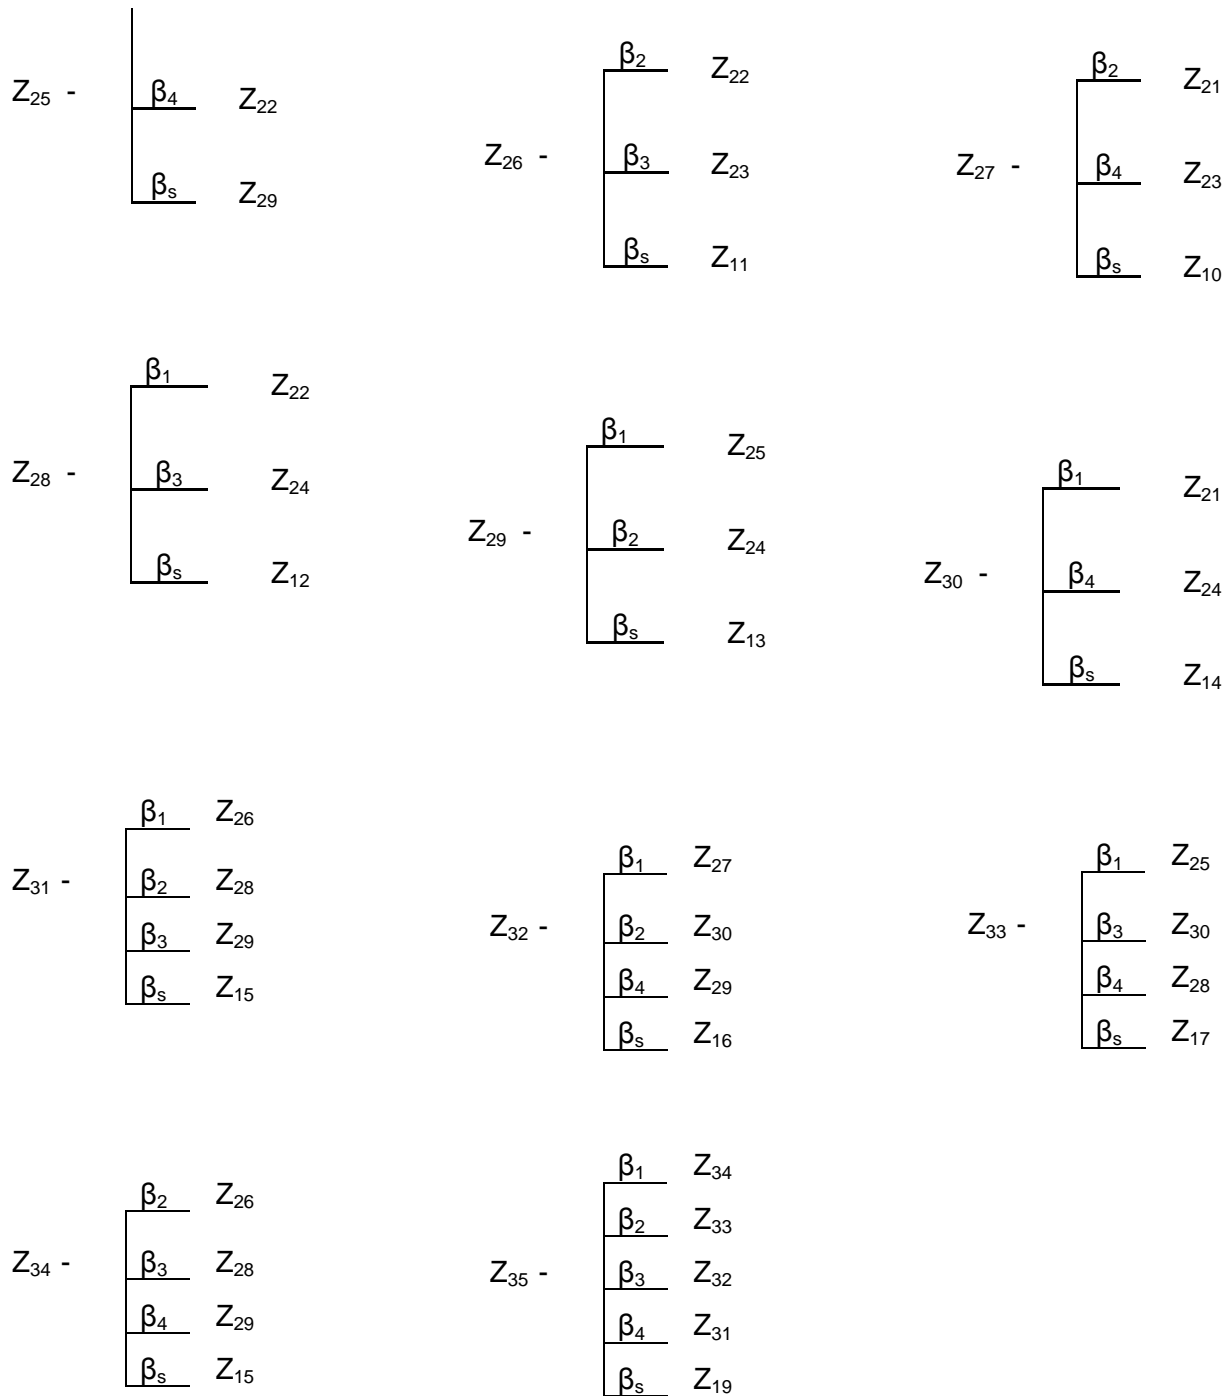 Z25 - β4 Z22
βs Z29
Z26 - β2 Z22
β3 Z23
βs Z11
Z27 - β2 Z21
β4 Z23
βs Z10
Z28 - β1 Z22
β3 Z24
βs Z12
Z29 - β1 Z25
β2 Z24
βs Z13
Z30 - β1 Z21
β4 Z24
βs Z14
Z31 - β1 Z26
β2 Z28
β3 Z29
βs Z15
Z32 - β1 Z27
β2 Z30
β4 Z29
βs Z16
Z33 - β1 Z25
β3 Z30
β4 Z28
βs Z17
Z34 - β2 Z26
β3 Z28
β4 Z29
βs Z15
Z35 - β1 Z34
β2 Z33
β3 Z32
β4 Z31
βs Z19